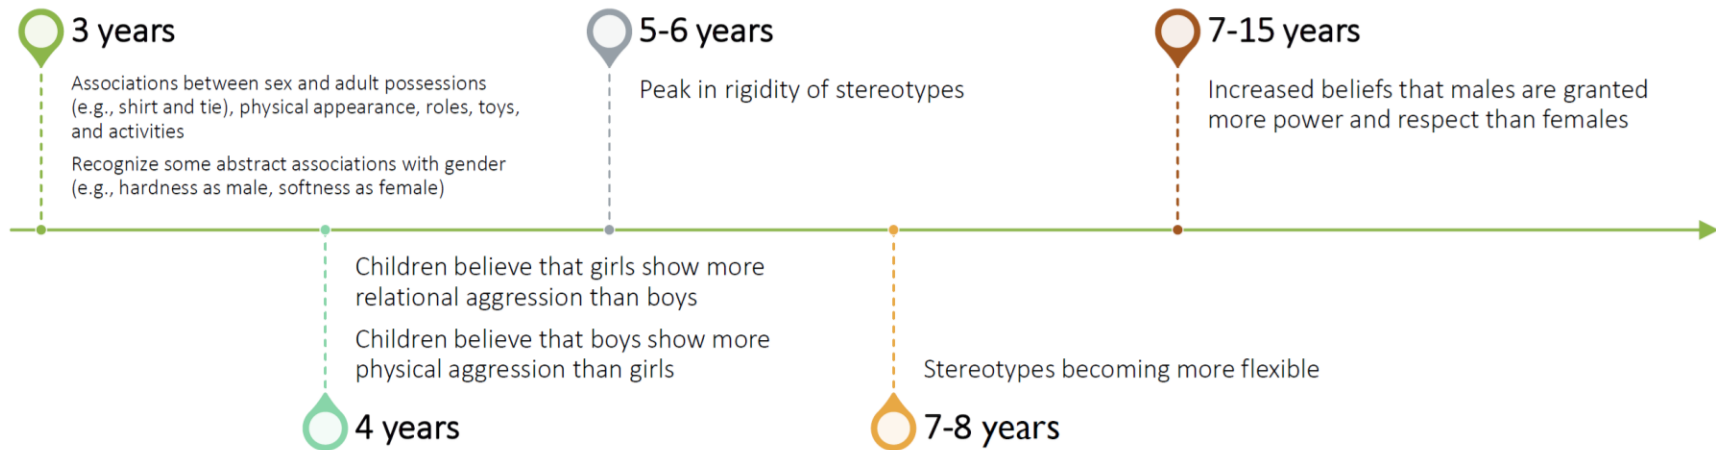 3 years
Associations between sex and adult possessions
(e.g., shirt and tie), physical appearance, roles, toys,
and activities
Recognize some abstract associations with gender
(e.g., hardness as male, softness as female)
Children believe that girls show more
relational aggression than boys
Children believe that boys show more
physical aggression than girls
4 years
5-6 years
Peak in rigidity of stereotypes
Stereotypes becoming more flexible
7-8 years
7-15 years
Increased beliefs that males are granted
more power and respect than females